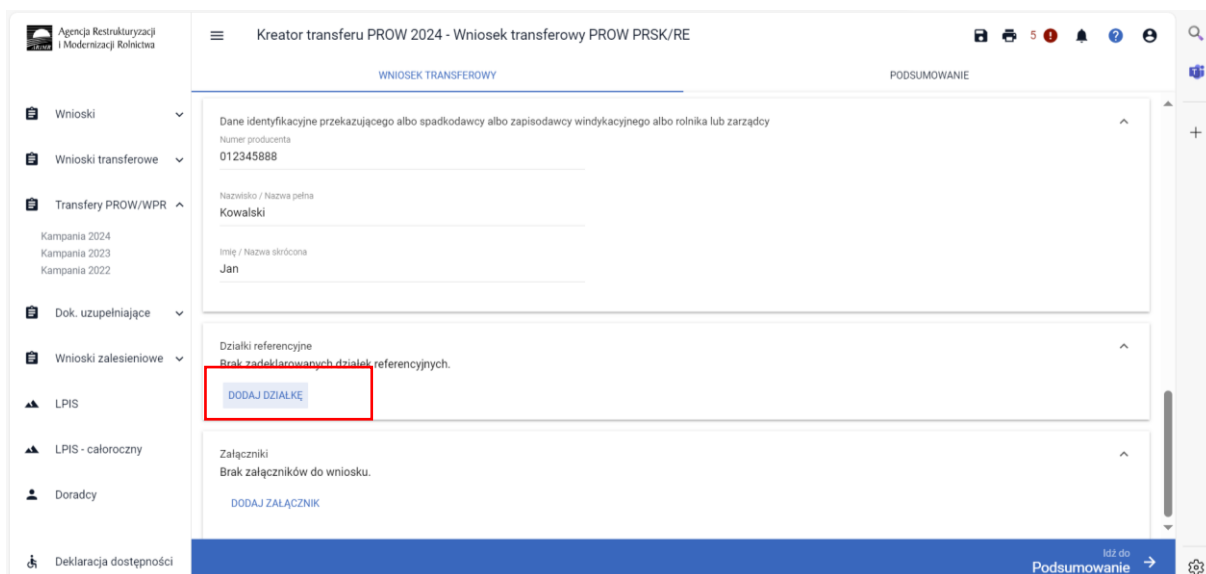 Agencja Restrukturyzacji
i Modernizacji Rolnictwa
Kreator transferu PROW 2024 - Wniosek transferowy PROW PRSK/RE
5
WNIOSEK TRANSFEROWY
PODSUMOWANIE
Wnioski
Wnioski transferowe
Transfery PROW/WPR
Kampania 2024
Kampania 2023
Kampania 2022
Dok. uzupełniające
Wnioski zalesieniowe
LPIS
LPIS - całoroczny
Doradcy
Deklaracja dostępności
Dane identyfikacyjne przekazującego albo spadkodawcy albo zapisodawcy windykacyjnego albo rolnika lub zarządcy
Numer producenta
012345888
Nazwisko / Nazwa pełna
Kowalski
Imię / Nazwa skrócona
Jan
Działki referencyjne
Brak zadeklarowanych działek referencyjnych.
DODAJ DZIAŁKĘ
Załączniki
Brak załączników do wniosku.
DODAJ ZAŁĄCZNIK
Idź do
Podsumowanie